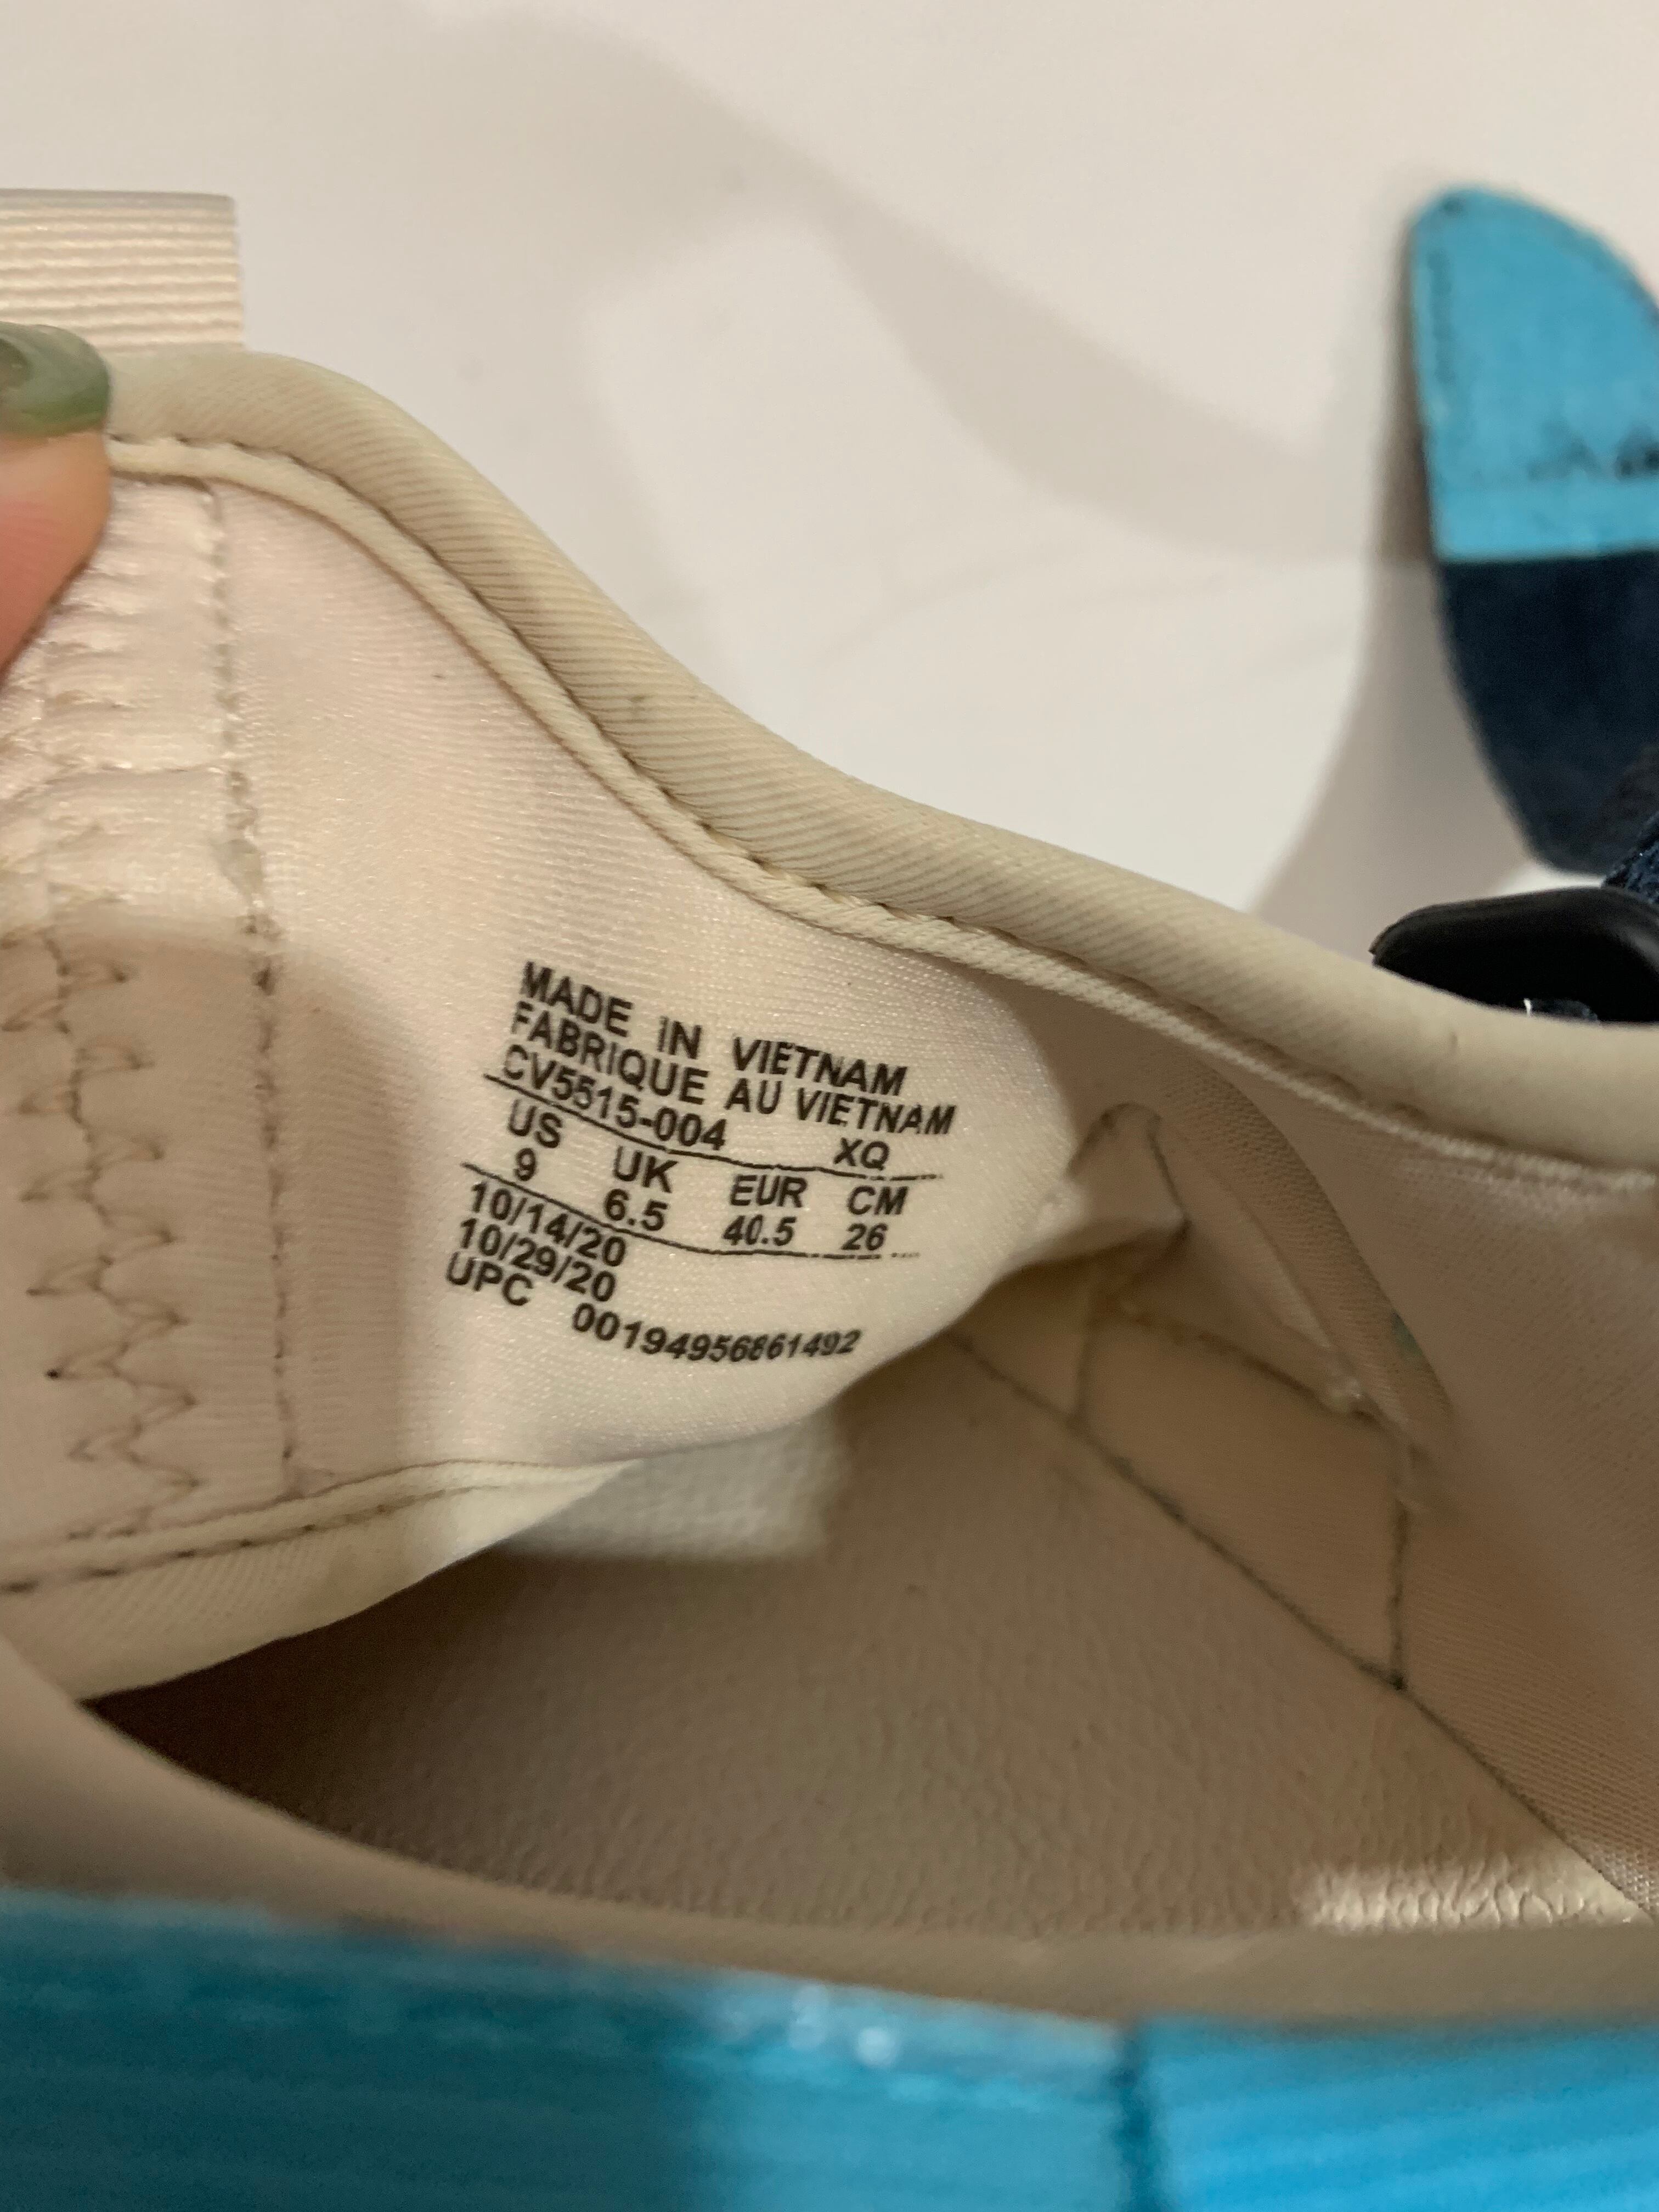 MADE IN VIETNAM
FABRIQUE AU VIETNAM
CV5515-004 XQ
US UK EUR CM
9 6.5 40.5 26
10/14/20
10/29/20
UPC 00194956861492